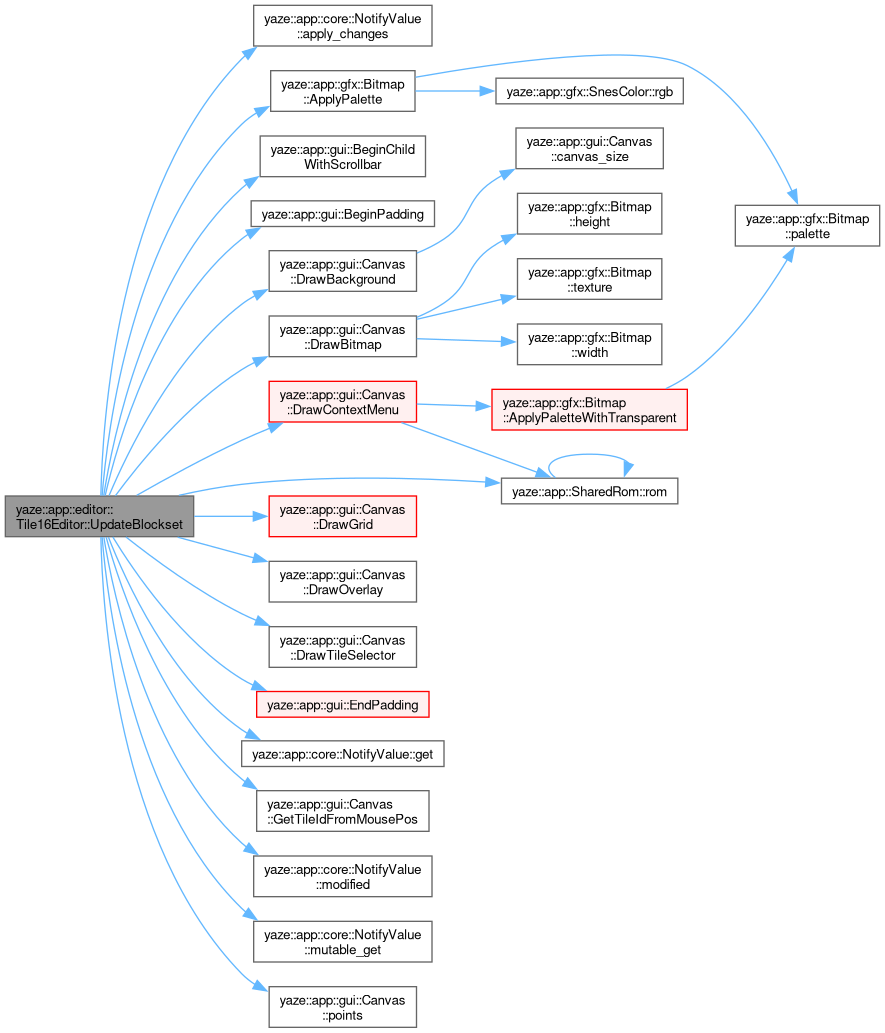 yaze::app::editor::
Tile16Editor::UpdateBlockset
yaze::app::core::NotifyValue
::apply_changes
yaze::app::gfx::Bitmap
::ApplyPalette
yaze::app::gui::BeginChild
WithScrollbar
yaze::app::gui::BeginPadding
yaze::app::gui::Canvas
::DrawBackground
yaze::app::gui::Canvas
::DrawBitmap
yaze::app::gui::Canvas
::DrawContextMenu
yaze::app::gui::Canvas
::DrawGrid
yaze::app::gui::Canvas
::DrawOverlay
yaze::app::gui::Canvas
::DrawTileSelector
yaze::app::gui::EndPadding
yaze::app::core::NotifyValue::get
yaze::app::gui::Canvas
::GetTileIdFromMousePos
yaze::app::core::NotifyValue
::modified
yaze::app::core::NotifyValue
::mutable_get
yaze::app::gui::Canvas
::points
yaze::app::gfx::SnesColor::rgb
yaze::app::gui::Canvas
::canvas_size
yaze::app::gfx::Bitmap
::height
yaze::app::gfx::Bitmap
::texture
yaze::app::gfx::Bitmap
::width
yaze::app::gfx::Bitmap
::ApplyPaletteWithTransparent
yaze::app::SharedRom::rom
yaze::app::gfx::Bitmap
::palette